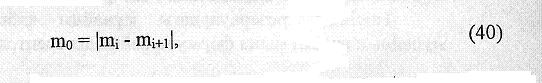 m₀ = |mᵢ - mᵢ₊₁|, (40)